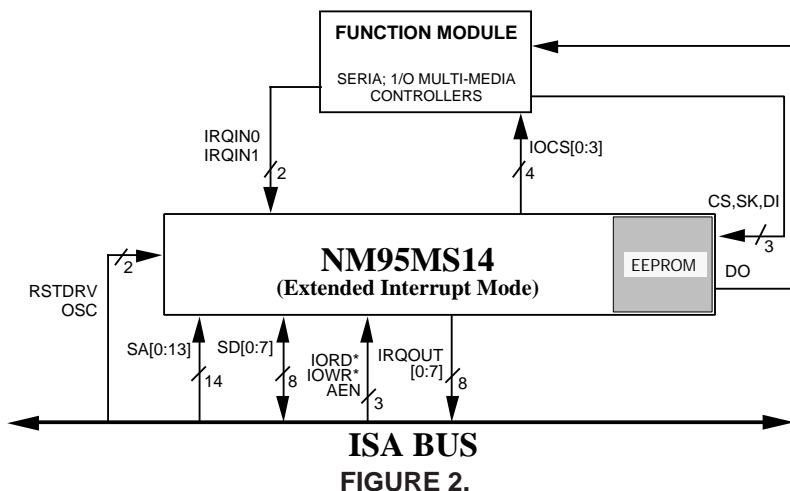 FUNCTION MODULE
SERIA; 1/O MULTI-MEDIA
CONTROLLERS
IRQIN0
IRQIN1
2
IOCS[0:3]
4
CS,SK,DI
3
2
NM95MS14
(Extended Interrupt Mode)
EEPROM
DO
RSTDRV
OSC
SA[0:13]
14
SD[0:7]
8
IORD*
IOWR*
AEN
3
IRQOUT
[0:7]
8
ISA BUS
FIGURE 2.